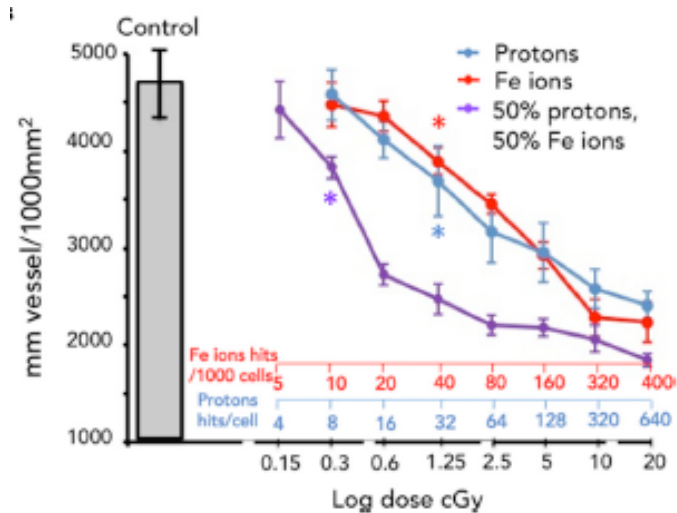 Control
5000
4000
3000
2000
1000
mm vessel/1000mm²
Protons
Fe ions
50% protons,
50% Fe ions
*
*
*
Fe ions hits
/1000 cells
5 10 20 40 80 160 320 4000
Protons
hits/cell
4 8 16 32 64 128 320 640
0.15 0.3 0.6 1.25 2.5 5 10 20
Log dose cGy